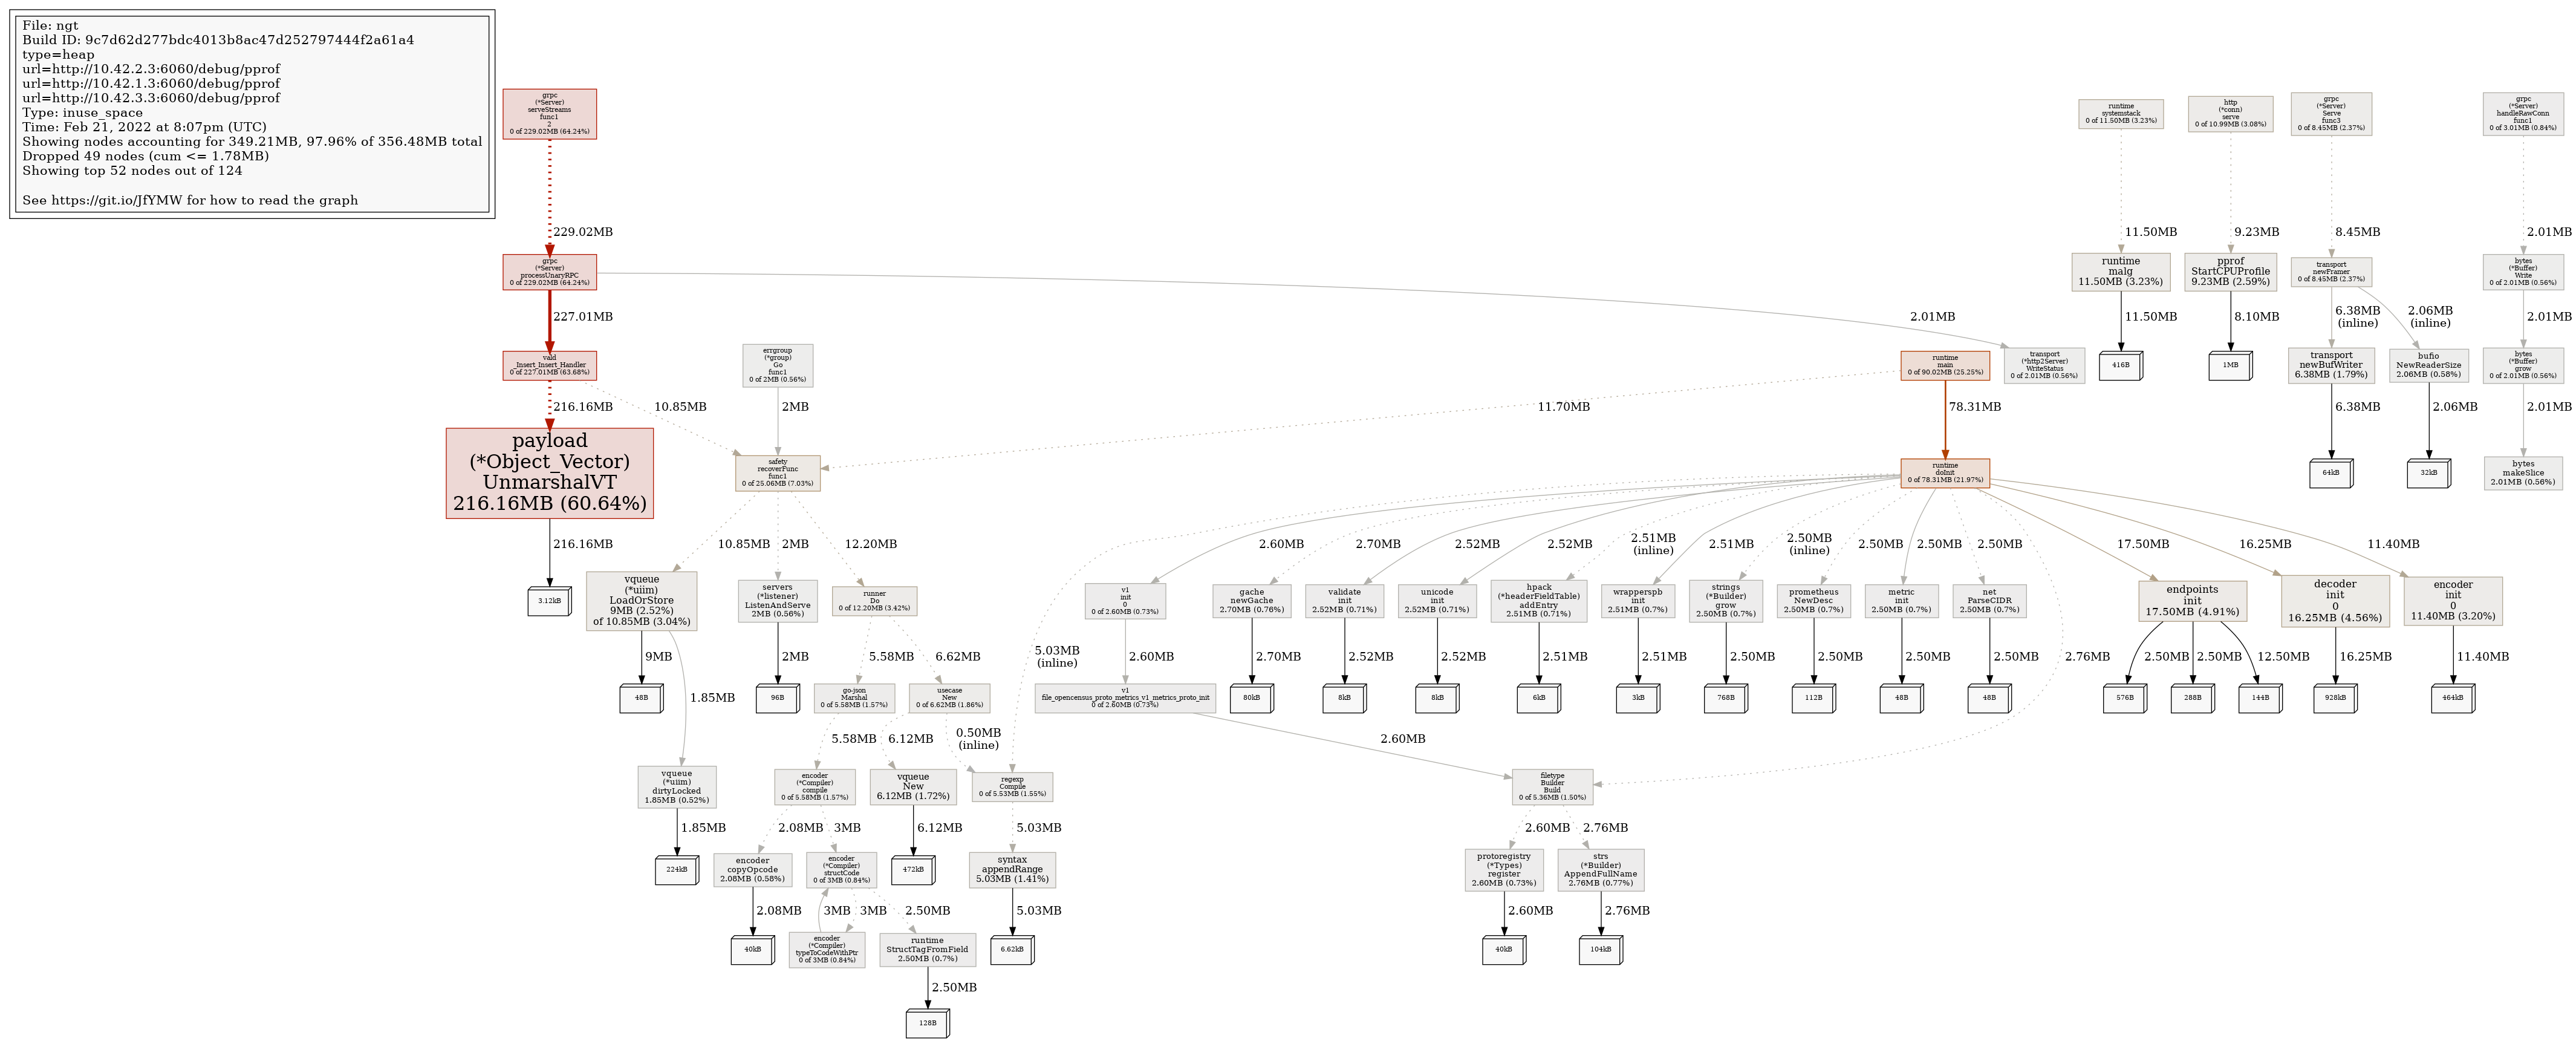 File: ngt
Build ID: 9c7d62d277bdc4013b8ac47d252797444f2a61a4
type=heap
url=http://10.42.2.3:6060/debug/pprof
url=http://10.42.1.3:6060/debug/pprof
url=http://10.42.3.3:6060/debug/pprof
Type: inuse_space
Time: Feb 21, 2022 at 8:07pm (UTC)
Showing nodes accounting for 349.21MB, 97.96% of 356.48MB total
Dropped 49 nodes (cum <= 1.78MB)
Showing top 52 nodes out of 124
See https://git.io/JfYMW for how to read the graph
grpc
(*Server)
serveStreams
func1
2
0 of 229.02MB (64.24%)
runtime
systemstack
0 of 11.50MB (3.23%)
http
(*conn)
serve
0 of 10.99MB (3.08%)
grpc
(*Server)
Serve
func3
0 of 8.45MB (2.37%)
grpc
(*Server)
handleRawConn
func1
0 of 3.01MB (0.84%)
229.02MB
11.50MB
9.23MB
8.45MB
2.01MB
grpc
(*Server)
processUnaryRPC
0 of 229.02MB (64.24%)
runtime
malg
11.50MB (3.23%)
pprof
StartCPUProfile
9.23MB (2.59%)
transport
newFramer
0 of 8.45MB (2.37%)
bytes
(*Buffer)
Write
0 of 2.01MB (0.56%)
227.01MB
2.01MB
11.50MB
8.10MB
6.38MB
(inline)
2.06MB
(inline)
2.01MB
vald
_Insert_Insert_Handler
0 of 227.01MB (63.68%)
errgroup
(*group)
Go
func1
0 of 2MB (0.56%)
runtime
main
0 of 90.02MB (25.25%)
transport
(*http2Server)
WriteStatus
0 of 2.01MB (0.56%)
416B
1MB
transport
newBufWriter
6.38MB (1.79%)
bufio
NewReaderSize
2.06MB (0.58%)
bytes
(*Buffer)
grow
0 of 2.01MB (0.56%)
216.16MB
10.85MB
2MB
11.70MB
78.31MB
6.38MB
2.06MB
2.01MB
payload
(*Object_Vector)
UnmarshalVT
216.16MB (60.64%)
safety
recoverFunc
func1
0 of 25.06MB (7.03%)
runtime
doInit
0 of 78.31MB (21.97%)
64kB
32kB
bytes
makeSlice
2.01MB (0.56%)
216.16MB
10.85MB
2MB
12.20MB
2.60MB
2.70MB
2.52MB
2.52MB
2.51MB
(inline)
2.51MB
2.50MB
(inline)
2.50MB
2.50MB
2.50MB
17.50MB
16.25MB
11.40MB
3.12kB
vqueue
(*uiim)
LoadOrStore
9MB (2.52%)
of 10.85MB (3.04%)
servers
(*listener)
ListenAndServe
2MB (0.56%)
runner
Do
0 of 12.20MB (3.42%)
v1
init
0
0 of 2.60MB (0.73%)
gache
newGache
2.70MB (0.76%)
validate
init
2.52MB (0.71%)
unicode
init
2.52MB (0.71%)
hpack
(*headerFieldTable)
addEntry
2.51MB (0.71%)
wrapperspb
init
2.51MB (0.7%)
strings
(*Builder)
grow
2.50MB (0.7%)
prometheus
NewDesc
2.50MB (0.7%)
metric
init
2.50MB (0.7%)
net
ParseCIDR
2.50MB (0.7%)
endpoints
init
17.50MB (4.91%)
decoder
init
0
16.25MB (4.56%)
encoder
init
0
11.40MB (3.20%)
9MB
1.85MB
2MB
5.58MB
6.62MB
5.03MB
(inline)
2.60MB
2.70MB
2.52MB
2.52MB
2.51MB
2.51MB
2.50MB
2.50MB
2.50MB
2.50MB
2.76MB
2.50MB
2.50MB
12.50MB
16.25MB
11.40MB
48B
96B
go-json
Marshal
0 of 5.58MB (1.57%)
usecase
New
0 of 6.62MB (1.86%)
v1
file_opencensus_proto_metrics_v1_metrics_proto_init
0 of 2.60MB (0.73%)
80kB
8kB
8kB
6kB
3kB
768B
112B
48B
48B
576B
288B
144B
928kB
464kB
5.58MB
6.12MB
0.50MB
(inline)
2.60MB
vqueue
(*uiim)
dirtyLocked
1.85MB (0.52%)
encoder
(*Compiler)
compile
0 of 5.58MB (1.57%)
vqueue
New
6.12MB (1.72%)
regexp
Compile
0 of 5.53MB (1.55%)
filetype
Builder
Build
0 of 5.36MB (1.50%)
1.85MB
2.08MB
3MB
6.12MB
5.03MB
2.60MB
2.76MB
224kB
encoder
copyOpcode
2.08MB (0.58%)
encoder
(*Compiler)
structCode
0 of 3MB (0.84%)
472kB
syntax
appendRange
5.03MB (1.41%)
protoregistry
(*Types)
register
2.60MB (0.73%)
strs
(*Builder)
AppendFullName
2.76MB (0.77%)
2.08MB
3MB
3MB
2.50MB
5.03MB
2.60MB
2.76MB
40kB
encoder
(*Compiler)
typeToCodeWithPtr
0 of 3MB (0.84%)
runtime
StructTagFromField
2.50MB (0.7%)
6.62kB
40kB
104kB
2.50MB
128B